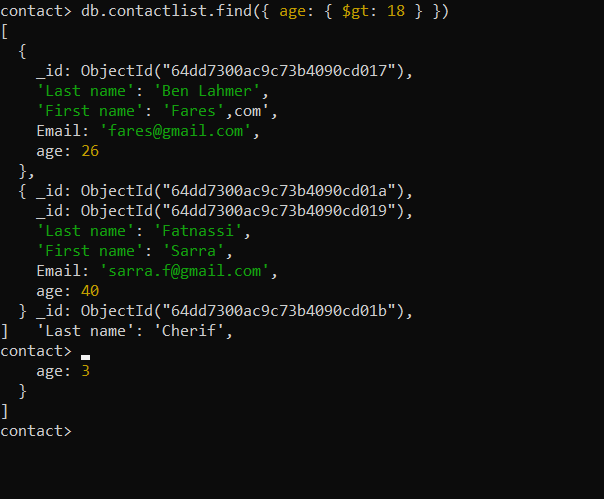 contact> db.contactlist.find({ age: { $gt: 18 } })
[
  {
    _id: ObjectId("64dd7300ac9c73b4090cd017"),
    'Last name': 'Ben Lahmer',
    'First name': 'Fares',com',
    Email: 'fares@gmail.com',
    age: 26
  },
  { _id: ObjectId("64dd7300ac9c73b4090cd01a"),
    _id: ObjectId("64dd7300ac9c73b4090cd019"),
    'Last name': 'Fatnassi',
    'First name': 'Sarra',
    Email: 'sarra.f@gmail.com',
    age: 40
  } _id: ObjectId("64dd7300ac9c73b4090cd01b"),
]   'Last name': 'Cherif',
contact>
    age: 3
  }
]
contact>